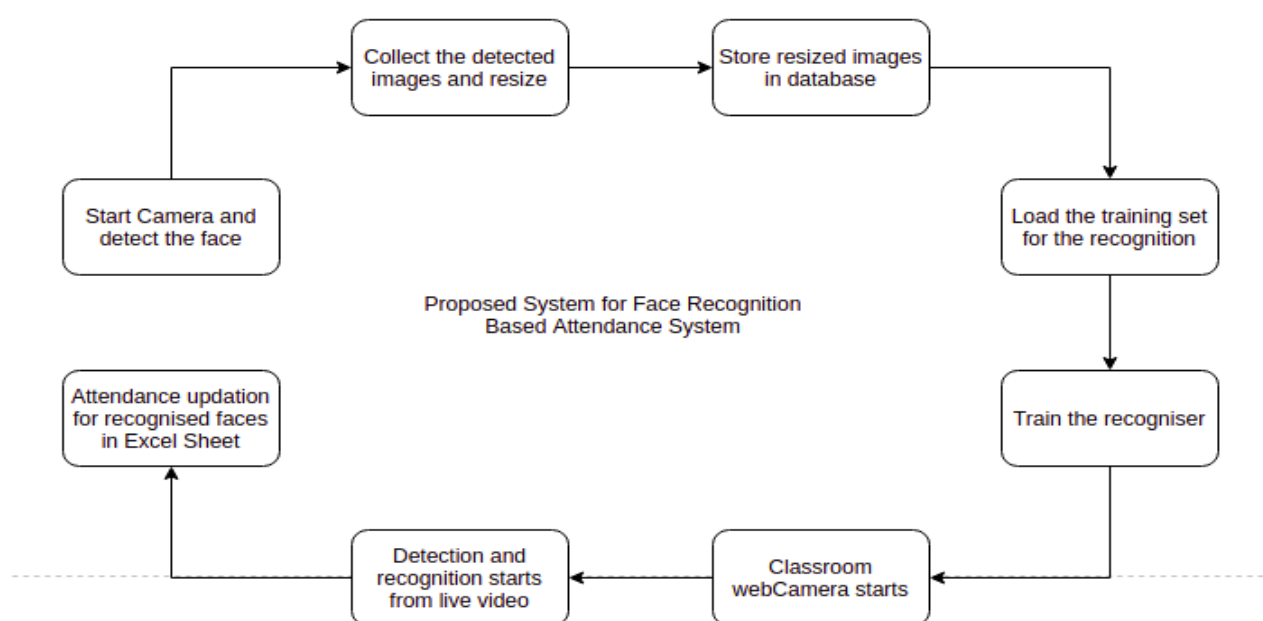 Collect the detected
images and resize
Store resized images
in database
Start Camera and
detect the face
Load the training set
for the recognition
Proposed System for Face Recognition
Based Attendance System
Attendance updation
for recognised faces
in Excel Sheet
Train the recogniser
Detection and
recognition starts
from live video
Classroom
webCamera starts